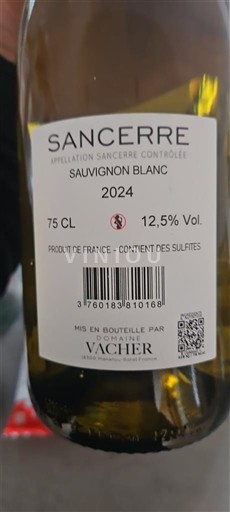 SANCERRE
APPELLATION SANCERRE CONTRÔLÉE
SAUVIGNON BLANC
2024
75 CL 12,5% Vol.
PRODUIT DE FRANCE - CONTIENT DES SULFITES
VINIOU
3 760183 810168
MIS EN BOUTEILLE PAR
DOMAINE
VACHER